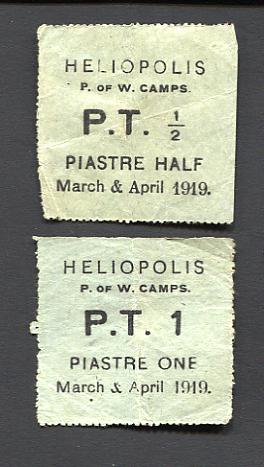 HELIOPOLIS
P. OF W. CAMPS.
P.T. ½
PIASTRE HALF
March & April 1919.
HELIOPOLIS
P. OF W. CAMPS.
P.T. 1
PIASTRE ONE
March & April 1919.